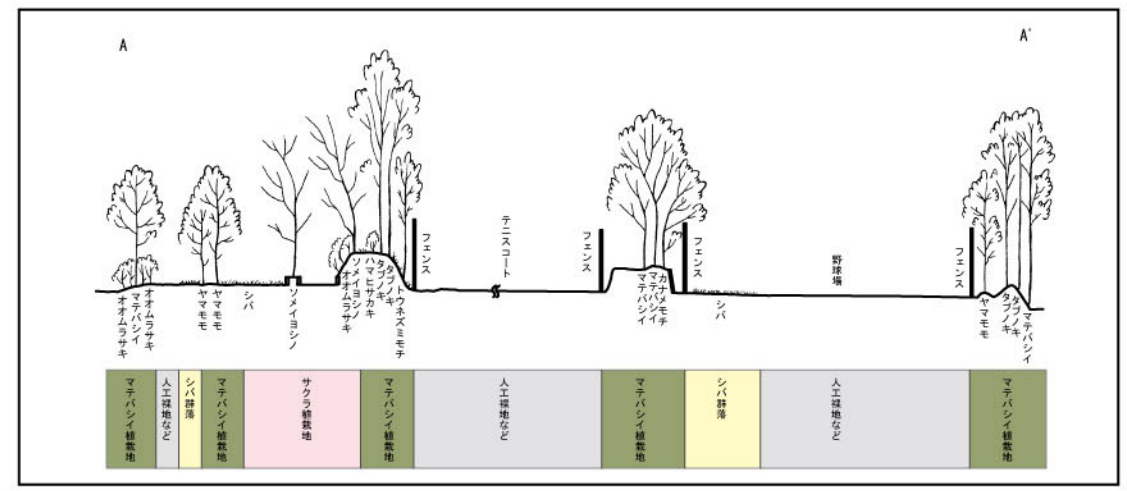 A
A'
フェンス
テニスコート
フェンス
フェンス
野球場
フェンス
オオムラサキ
マテバシイ
オオムラサキ
ヤマモモ
ヤマモモ
シバ
ソメイヨシノ
オオムラサキ
ソメイヨシノ
ハマヒサカキ
タブノキ
タブノキ
トウネズミモチ
マテバシイ
マテバシイ
カナメモチ
シバ
ヤマモモ
タブノキ
タブノキ
マテバシイ
マテバシイ植栽地
人工裸地など
シバ群落
マテバシイ植栽地
サクラ植栽地
マテバシイ植栽地
人工裸地など
マテバシイ植栽地
シバ群落
人工裸地など
マテバシイ植栽地